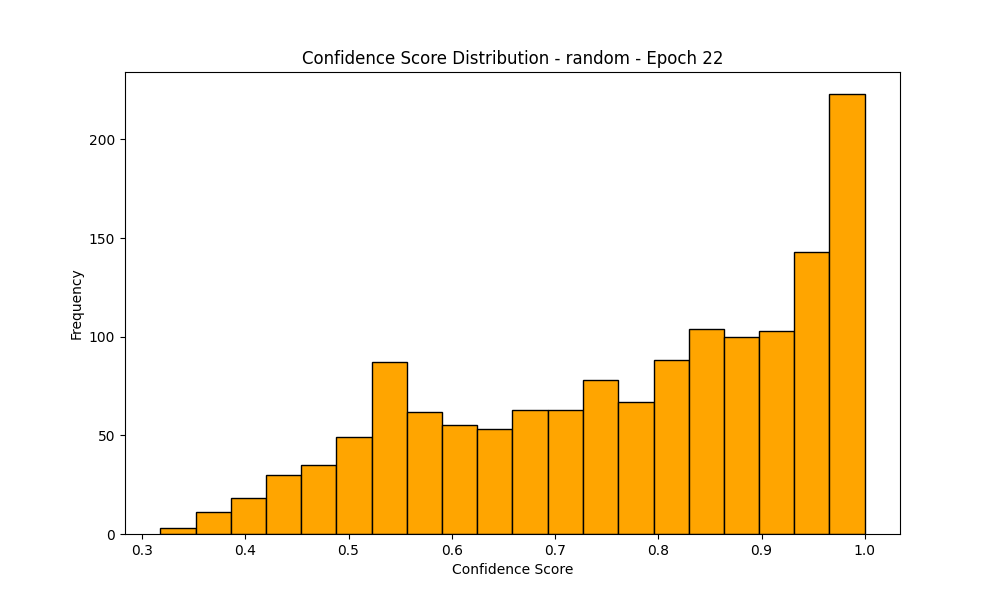 Confidence Score Distribution - random - Epoch 22
Frequency
200
150
100
50
0
0.3 0.4 0.5 0.6 0.7 0.8 0.9 1.0
Confidence Score